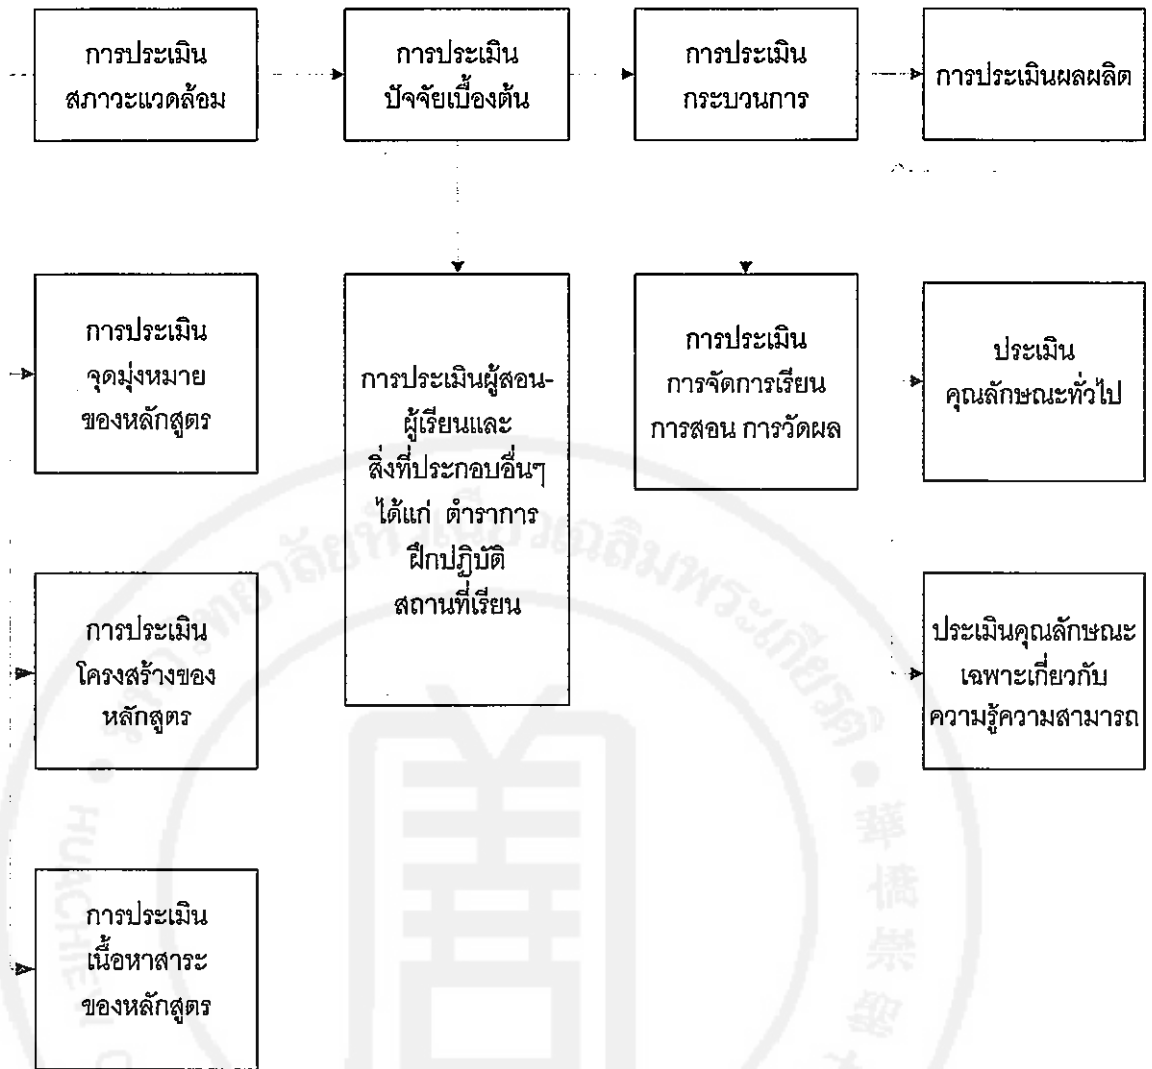 การประเมิน
สภาวะแวดล้อม
การประเมิน
ปัจจัยเบื้องต้น
การประเมิน
กระบวนการ
การประเมินผลผลิต
การประเมิน
จุดมุ่งหมาย
ของหลักสูตร
การประเมินผู้สอน-
ผู้เรียนและ
สิ่งที่ประกอบอื่นๆ
ได้แก่ ตำราการ
ฝึกปฏิบัติ
สถานที่เรียน
การประเมิน
การจัดการเรียน
การสอน การวัดผล
ประเมิน
คุณลักษณะทั่วไป
การประเมิน
โครงสร้างของ
หลักสูตร
ประเมินคุณลักษณะ
เฉพาะเกี่ยวกับ
ความรู้ความสามารถ
การประเมิน
เนื้อหาสาระ
ของหลักสูตร
HUACHIEW
華僑崇聖